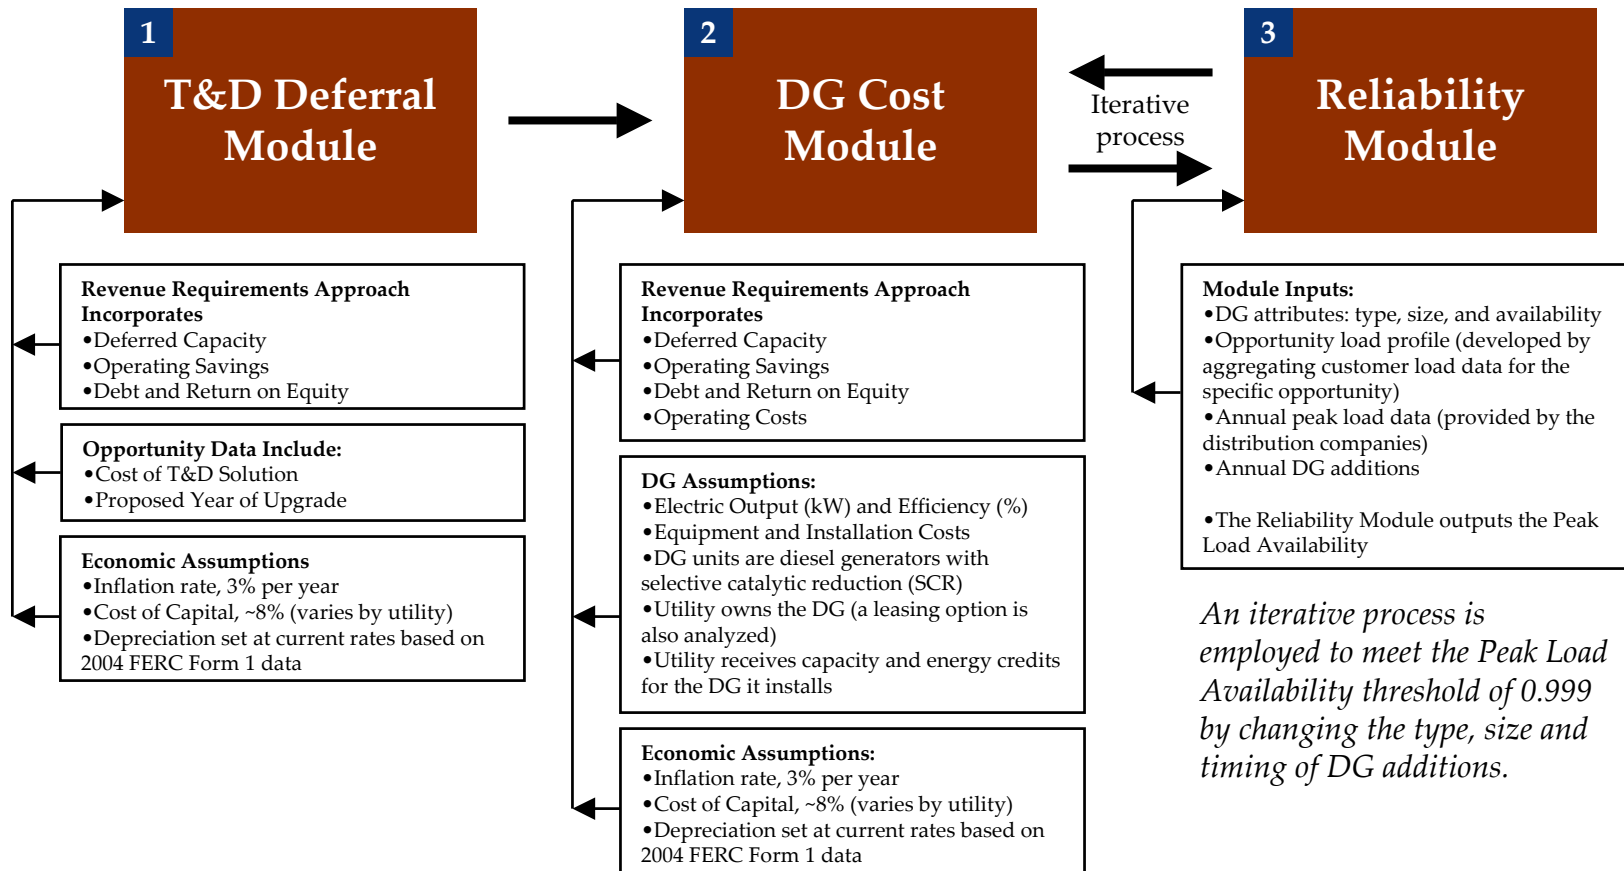 1
T&D Deferral
Module
2
DG Cost
Module
Iterative
process
3
Reliability
Module
Revenue Requirements Approach
Incorporates
•Deferred Capacity
•Operating Savings
•Debt and Return on Equity
Opportunity Data Include:
•Cost of T&D Solution
•Proposed Year of Upgrade
Economic Assumptions
•Inflation rate, 3% per year
•Cost of Capital, ~8% (varies by utility)
•Depreciation set at current rates based on
2004 FERC Form 1 data
Revenue Requirements Approach
Incorporates
•Deferred Capacity
•Operating Savings
•Debt and Return on Equity
•Operating Costs
DG Assumptions:
•Electric Output (kW) and Efficiency (%)
•Equipment and Installation Costs
•DG units are diesel generators with
selective catalytic reduction (SCR)
•Utility owns the DG (a leasing option is
also analyzed)
•Utility receives capacity and energy credits
for the DG it installs
Economic Assumptions:
•Inflation rate, 3% per year
•Cost of Capital, ~8% (varies by utility)
•Depreciation set at current rates based on
2004 FERC Form 1 data
Module Inputs:
•DG attributes: type, size, and availability
•Opportunity load profile (developed by
aggregating customer load data for the
specific opportunity)
•Annual peak load data (provided by the
distribution companies)
•Annual DG additions
•The Reliability Module outputs the Peak
Load Availability
An iterative process is
employed to meet the Peak Load
Availability threshold of 0.999
by changing the type, size and
timing of DG additions.